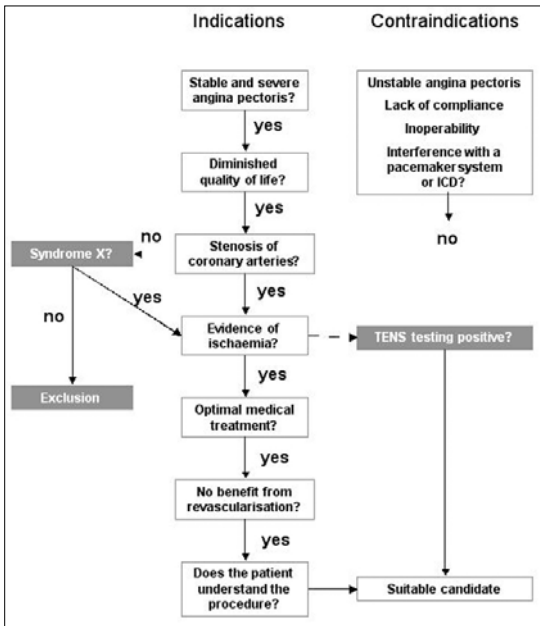 Indications
Contraindications
Stable and severe
angina pectoris?
Unstable angina pectoris
Lack of compliance
Inoperability
Interference with a
pacemaker system
or ICD?
yes
Diminished
quality of life?
yes
no
no
Syndrome X?
Stenosis of
coronary arteries?
yes
yes
no
Evidence of
ischaemia?
TENS testing positive?
yes
Exclusion
Optimal medical
treatment?
yes
No benefit from
revascularisation?
yes
Does the patient
understand the
procedure?
Suitable candidate